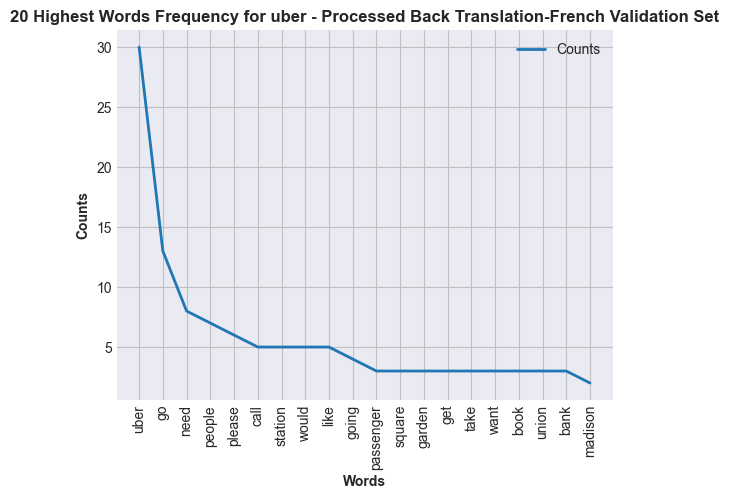 20 Highest Words Frequency for uber - Processed Back Translation-French Validation Set
Counts
30
25
20
15
10
5
Counts
uber
go
need
people
please
call
station
would
like
going
passenger
square
garden
get
take
want
book
union
bank
madison
Words